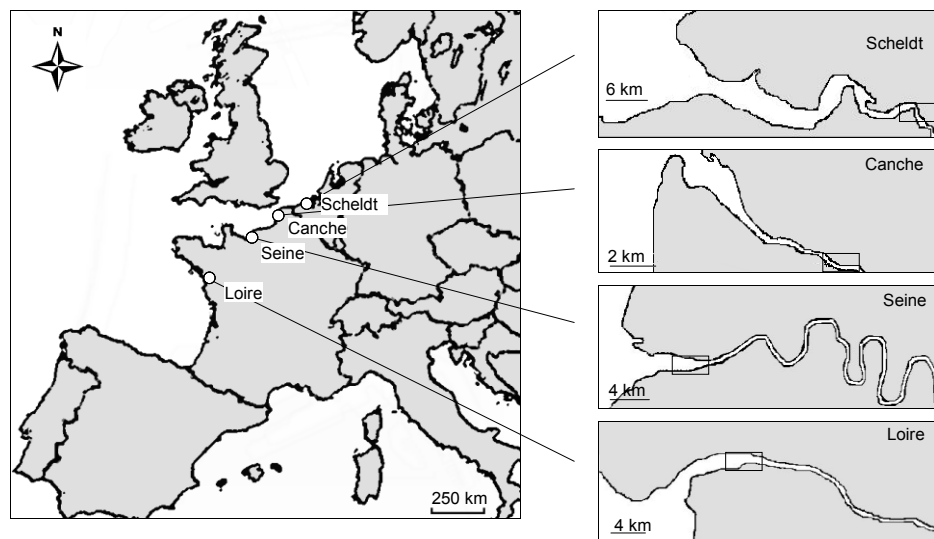 N
Scheldt
Canche
Seine
Loire
250 km
Scheldt
6 km
Canche
2 km
Seine
4 km
Loire
4 km